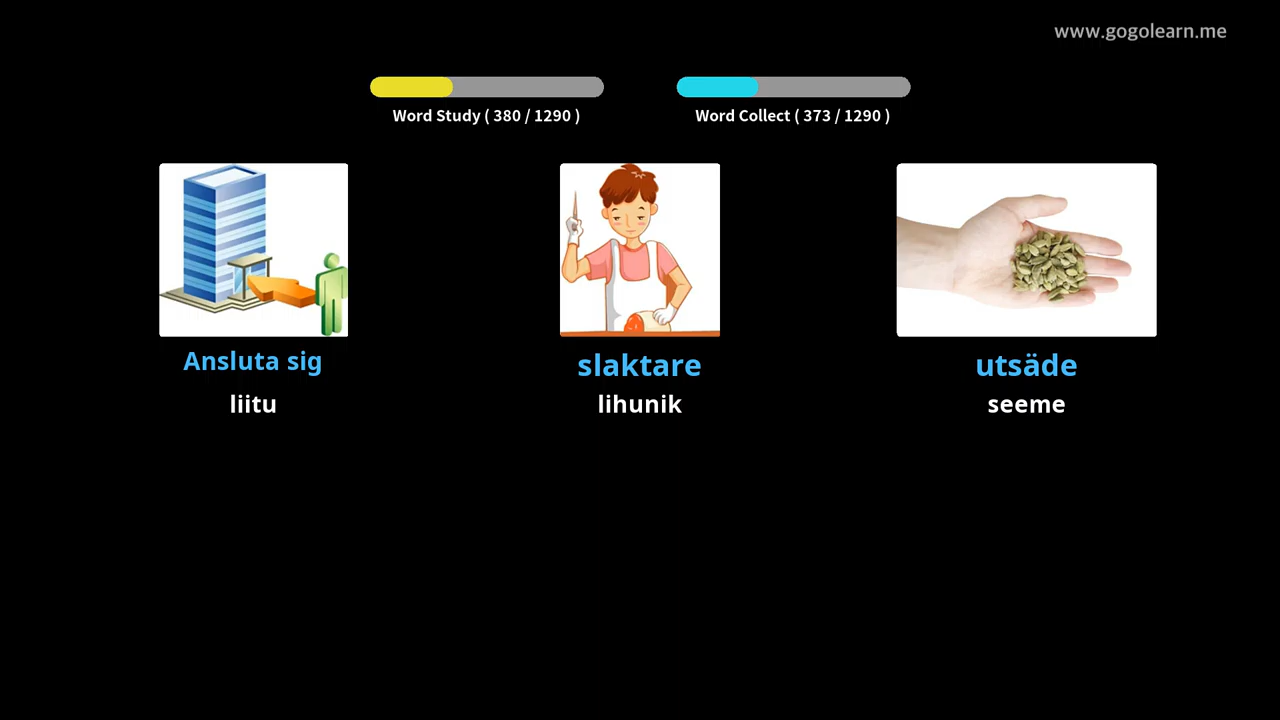 www.gogolearn.me
Word Study ( 380 / 1290 )
Word Collect ( 373 / 1290 )
Ansluta sig
liitu
slaktare
lihunik
utsäde
seeme